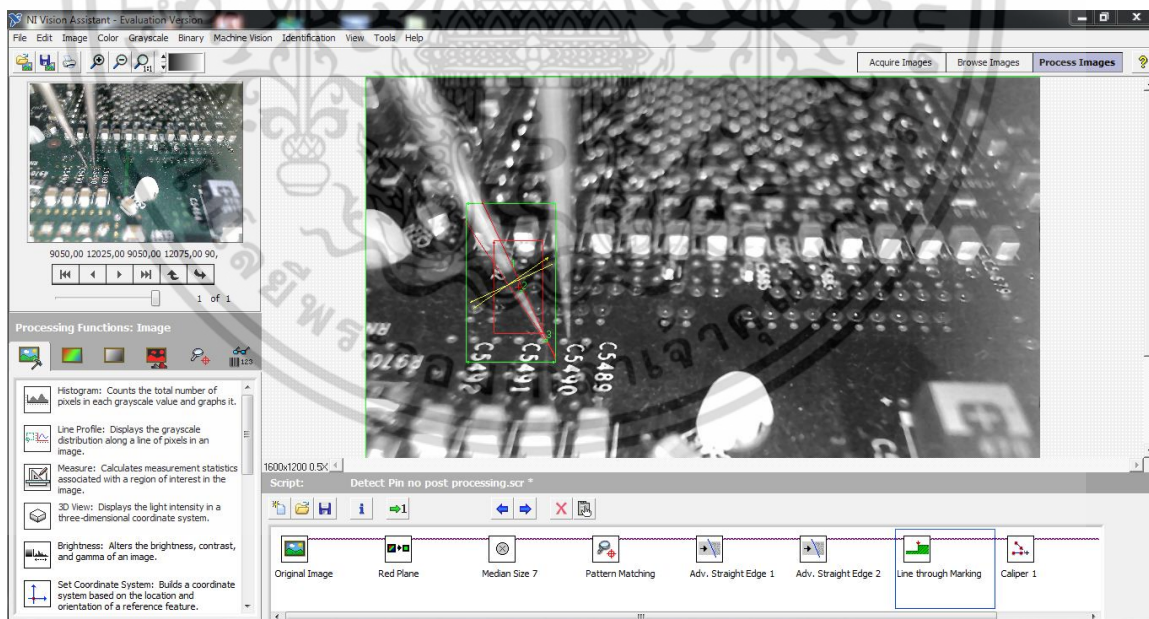 NI Vision Assistant - Evaluation Version
File Edit Image Color Grayscale Binary Machine Vision Identification View Tools Help
1:1
Acquire Images Browse Images Process Images
9050,00 12025,00 9050,00 12075,00 90,
1 of 1
Processing Functions: Image
123
Histogram: Counts the total number of
pixels in each grayscale value and graphs it.
Line Profile: Displays the grayscale
distribution along a line of pixels in an
image.
Measure: Calculates measurement statistics
associated with a region of interest in the
image.
3D View: Displays the light intensity in a
three-dimensional coordinate system.
Brightness: Alters the brightness, contrast,
and gamma of an image.
Set Coordinate System: Builds a coordinate
system based on the location and
orientation of a reference feature.
C5492
C5491
C5490
C5489
2
3
1600x1200 0.5X
Script: Detect Pin no post processing.scr *
1
Original Image Red Plane Median Size 7 Pattern Matching Adv. Straight Edge 1 Adv. Straight Edge 2 Line through Marking Caliper 1